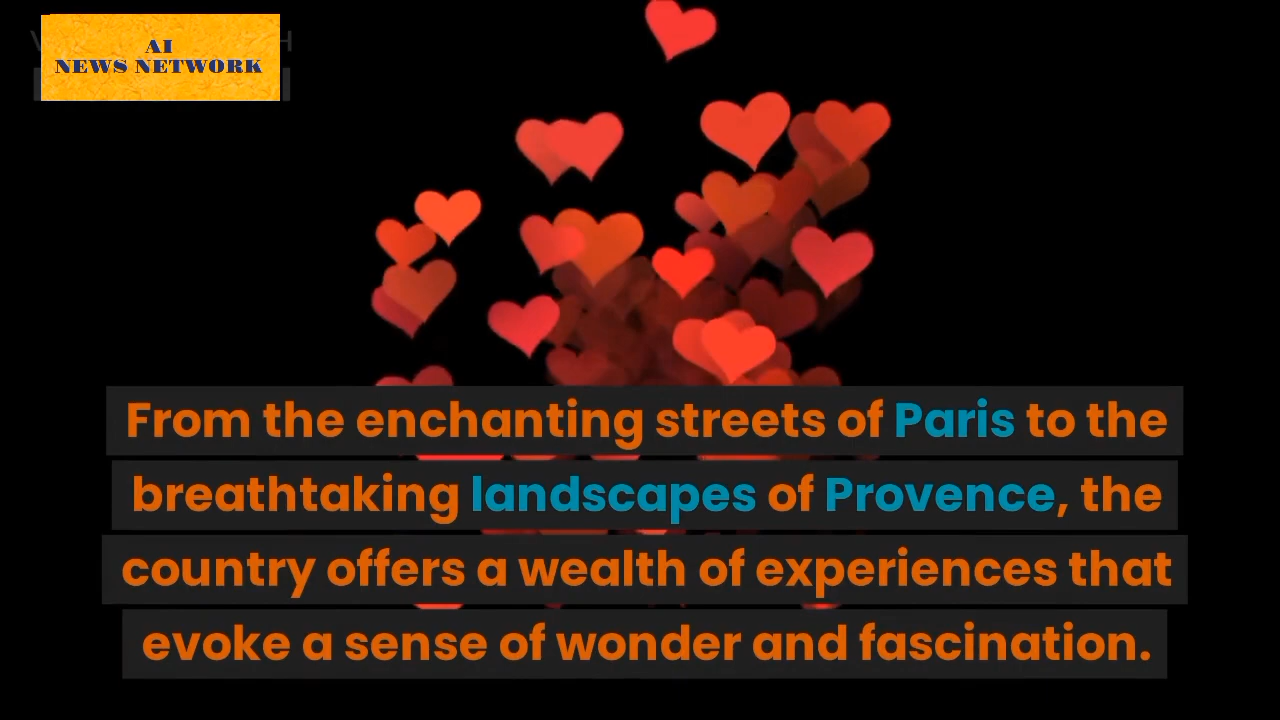 AI
NEWS NETWORK
From the enchanting streets of Paris to the
breathtaking landscapes of Provence, the
country offers a wealth of experiences that
evoke a sense of wonder and fascination.